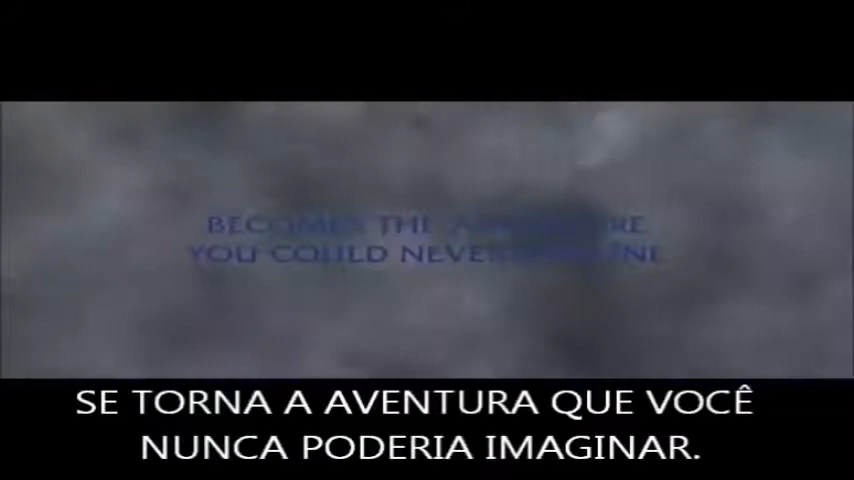 BECOMES THE
YOU COULD NEVER
SE TORNA A AVENTURA QUE VOCÊ
NUNCA PODERIA IMAGINAR.